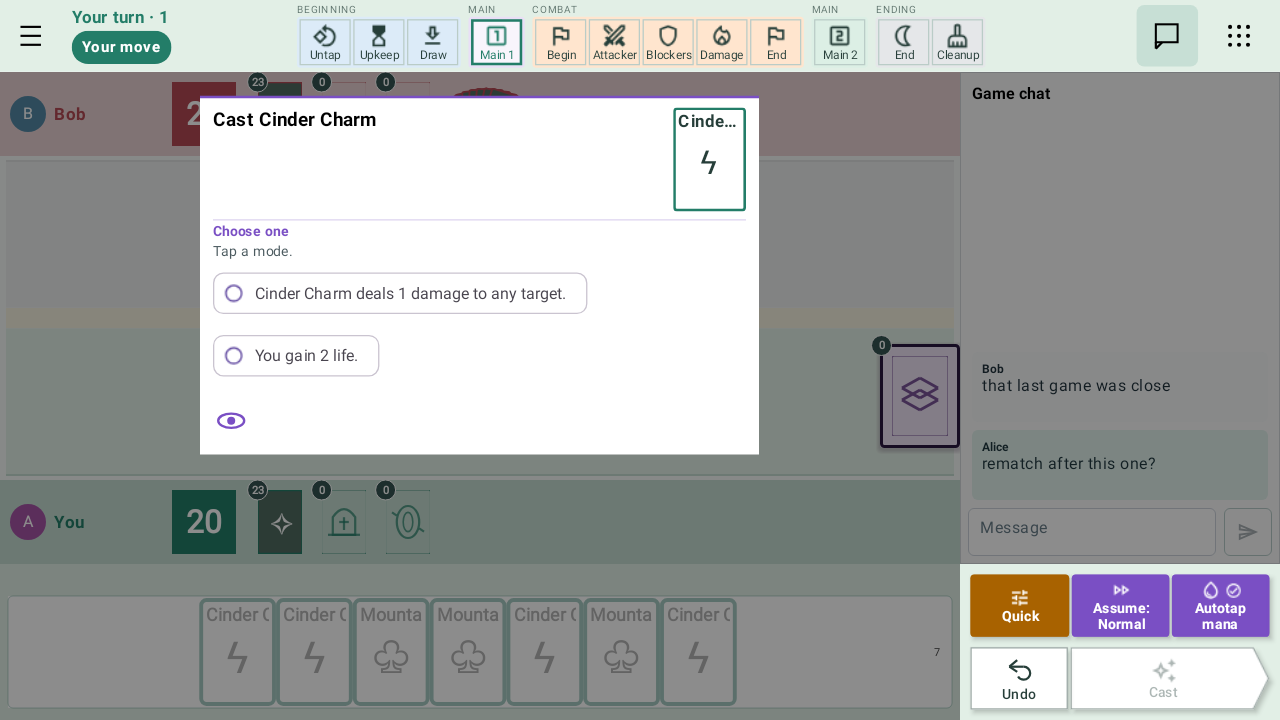 Your turn · 1
Your move
BEGINNING
MAIN
COMBAT
MAIN
ENDING
Untap
Upkeep
Draw
1
Main 1
Begin
Attacker
Blockers
Damage
End
2
Main 2
End
Cleanup
B
Bob
23
0
0
Game chat
Cast Cinder Charm
Cinde…
Choose one
Tap a mode.
Cinder Charm deals 1 damage to any target.
You gain 2 life.
0
Bob
that last game was close
Alice
rematch after this one?
Message
A
You
20
23
0
0
Cinder C
Cinder C
Mounta
Mounta
Cinder C
Mounta
Cinder C
7
Quick
Assume:
Normal
Autotap
mana
Undo
Cast